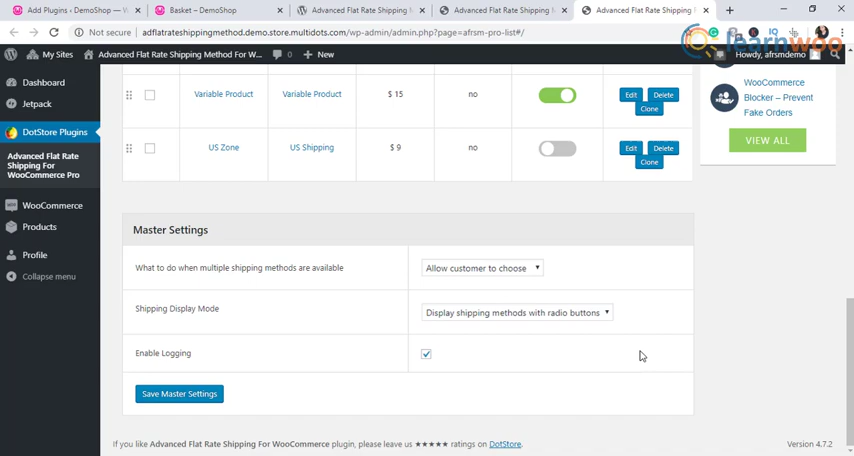 Add Plugins ‹ DemoShop — W
Basket – DemoShop
Advanced Flat Rate Shipping M
Advanced Flat Rate Shipping M
Advanced Flat Rate Shipping
Not secure
adflatrateshippingmethod.demo.store.multidots.com/wp-admin/admin.php?page=afrsm-pro-list#/
learnwoo
My Sites
Advanced Flat Rate Shipping Method For W...
0
New
Howdy, afrsmdemo
Dashboard
Jetpack
DotStore Plugins
Advanced Flat Rate
Shipping For
WooCommerce Pro
WooCommerce
Products
Profile
Collapse menu
Variable Product
Variable Product
$ 15
no
Edit
Delete
Clone
US Zone
US Shipping
$ 9
no
Edit
Delete
Clone
WooCommerce
Blocker – Prevent
Fake Orders
VIEW ALL
Master Settings
What to do when multiple shipping methods are available
Allow customer to choose
Shipping Display Mode
Display shipping methods with radio buttons
Enable Logging
Save Master Settings
If you like Advanced Flat Rate Shipping For WooCommerce plugin, please leave us ★★★★★ ratings on DotStore.
Version 4.7.2